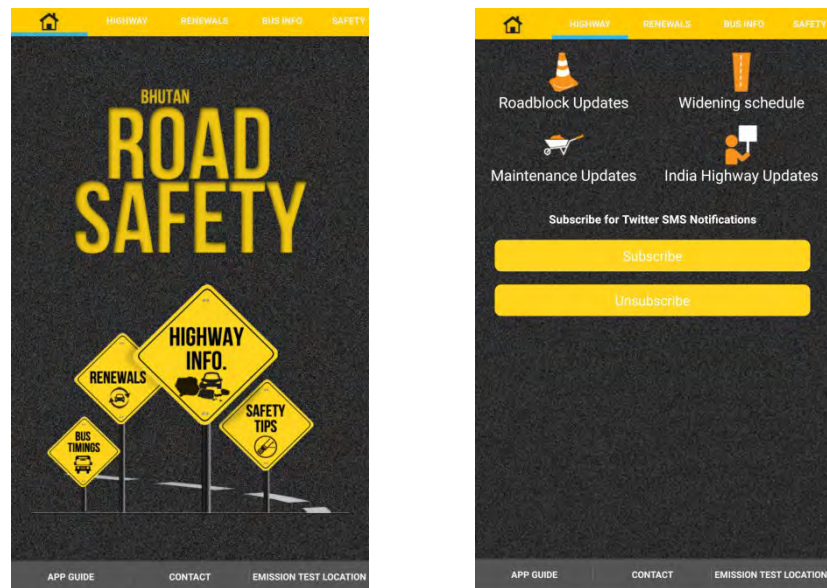 HIGHWAY RENEWALS BUS INFO SAFETY
BHUTAN
ROAD
SAFETY
HIGHWAY
INFO.
RENEWALS
SAFETY
TIPS
BUS
TIMINGS
APP GUIDE CONTACT EMISSION TEST LOCATION
HIGHWAY RENEWALS BUS INFO SAFETY
Roadblock Updates Widening schedule
Maintenance Updates India Highway Updates
Subscribe for Twitter SMS Notifications
Subscribe
Unsubscribe
APP GUIDE CONTACT EMISSION TEST LOCATION